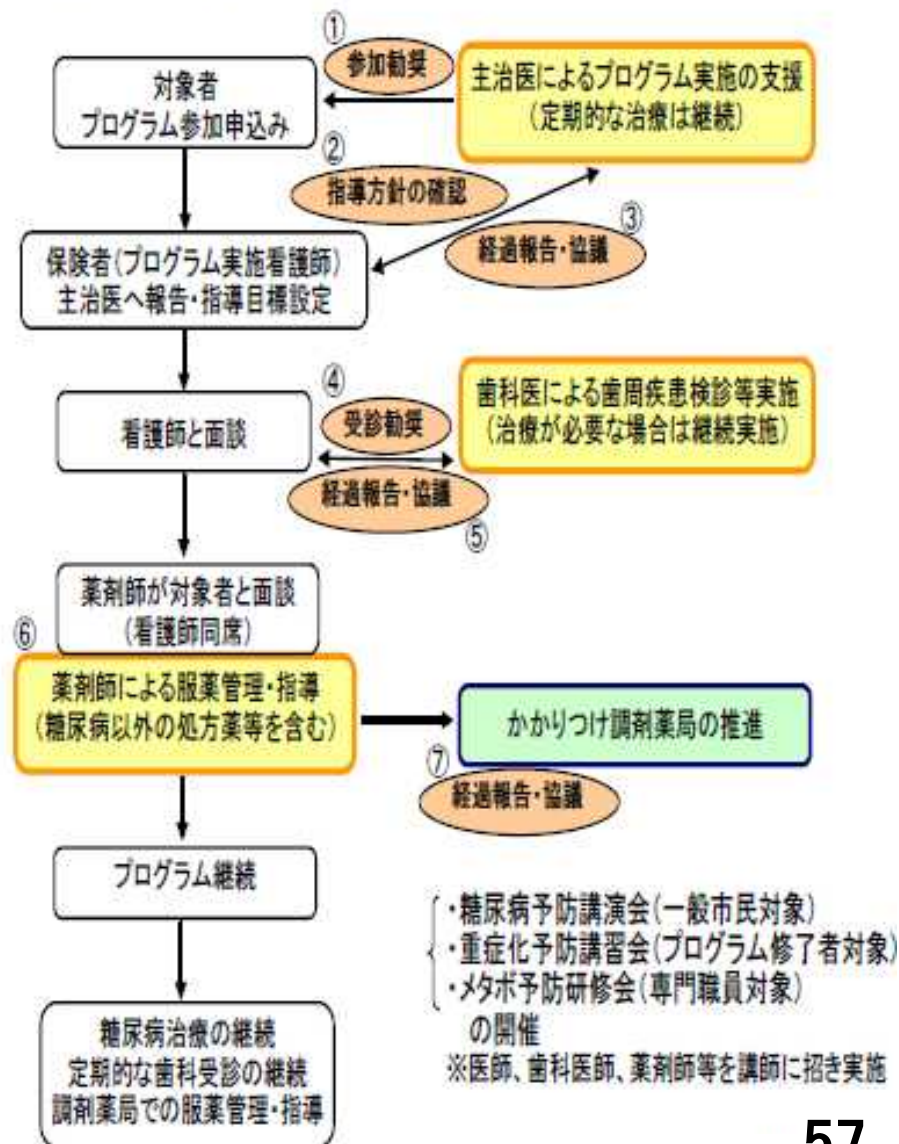 ①
参加勧奨
対象者
プログラム参加申込み
主治医によるプログラム実施の支援
(定期的な治療は継続)
②
指導方針の確認
③
経過報告・協議
保険者(プログラム実施看護師)
主治医へ報告・指導目標設定
④
受診勧奨
看護師と面談
歯科医による歯周疾患検診等実施
(治療が必要な場合は継続実施)
経過報告・協議
⑤
薬剤師が対象者と面談
(看護師同席)
⑥
薬剤師による服薬管理・指導
(糖尿病以外の処方薬等を含む)
かかりつけ調剤薬局の推進
⑦
経過報告・協議
プログラム継続
・糖尿病予防講演会(一般市民対象)
・重症化予防講習会(プログラム修了者対象)
・メタボ予防研修会(専門職員対象)
の開催
※医師、歯科医師、薬剤師等を講師に招き実施
糖尿病治療の継続
定期的な歯科受診の継続
調剤薬局での服薬管理・指導
57